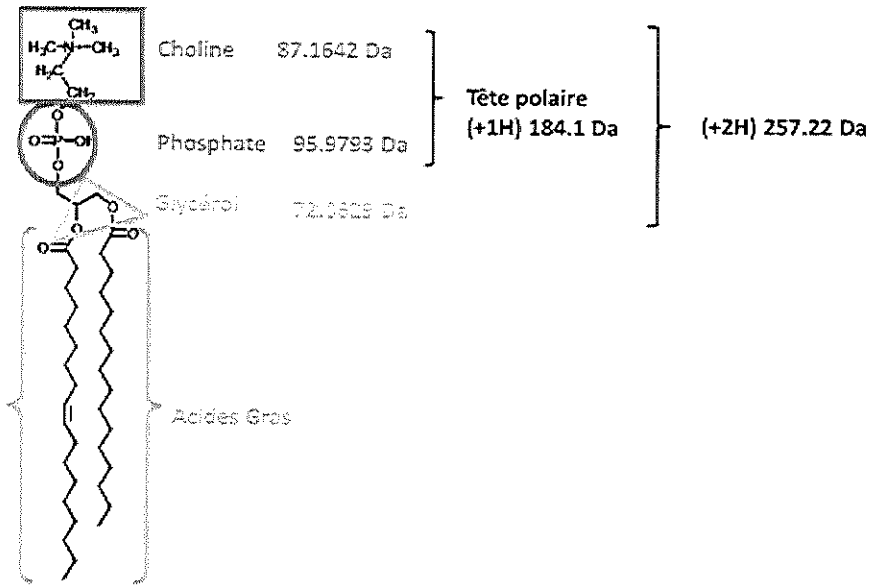 CH₃
H₃C-N-CH₃
H₂C
CH₂
Choline 87.1642 Da
O
O=P-OH
O
Phosphate 95.9793 Da
Glycérol
O
O
O
O
Acides Gras
Tête polaire
(+1H) 184.1 Da
(+2H) 257.22 Da